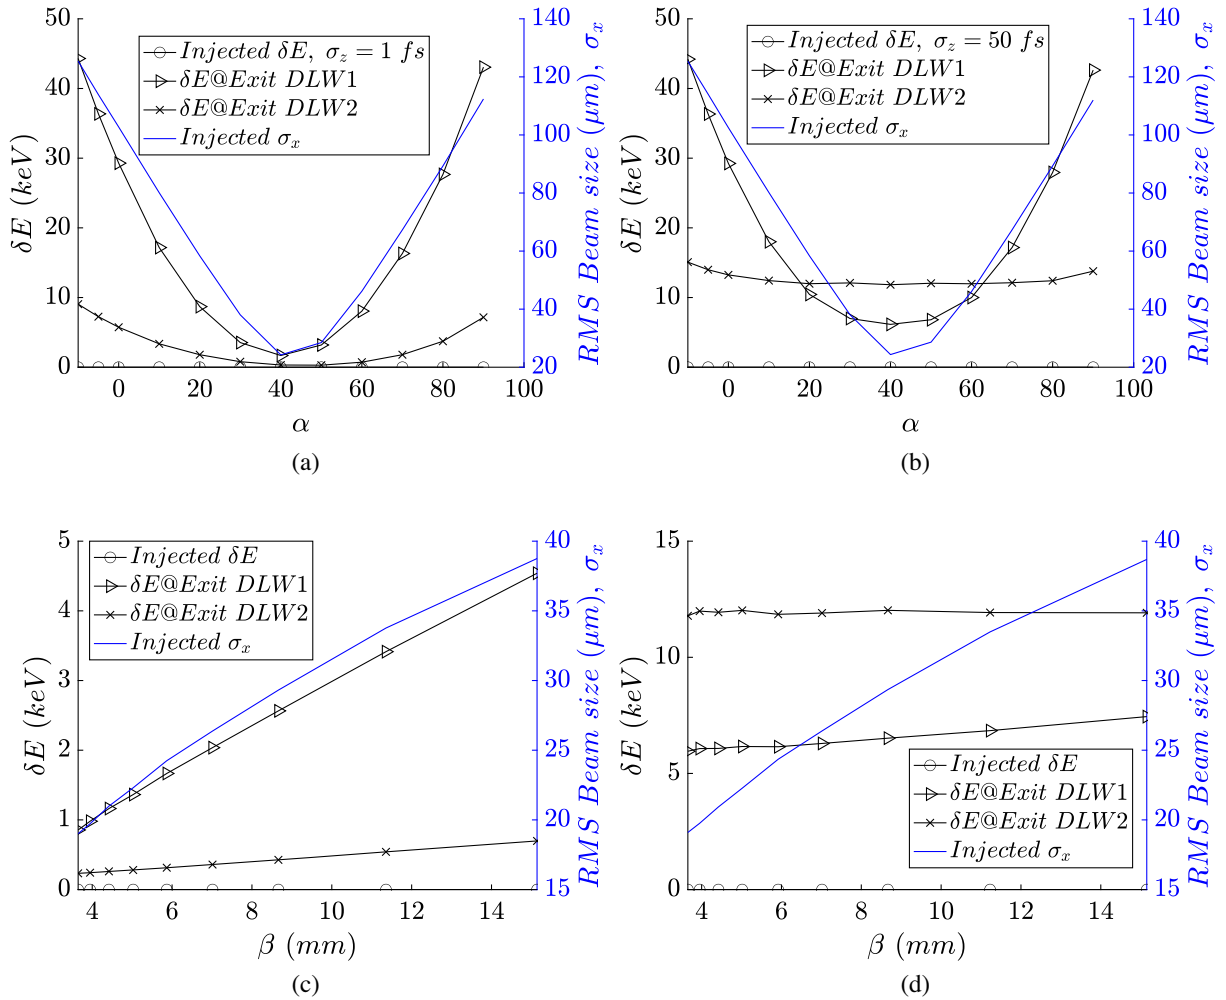 50
40
30
20
10
0
δE (keV)
Injected δE, σz = 1 fs
δE@Exit DLW1
δE@Exit DLW2
Injected σx
140
120
100
80
60
40
20
RMS Beam size (μm), σx
0 20 40 60 80 100
α
(a)
50
40
30
20
10
0
δE (keV)
Injected δE, σz = 50 fs
δE@Exit DLW1
δE@Exit DLW2
Injected σx
140
120
100
80
60
40
20
RMS Beam size (μm), σx
0 20 40 60 80 100
α
(b)
5
4
3
2
1
0
δE (keV)
Injected δE
δE@Exit DLW1
δE@Exit DLW2
Injected σx
40
35
30
25
20
15
RMS Beam size (μm), σx
4 6 8 10 12 14
β (mm)
(c)
15
10
5
0
δE (keV)
Injected δE
δE@Exit DLW1
δE@Exit DLW2
Injected σx
40
35
30
25
20
15
RMS Beam size (μm), σx
4 6 8 10 12 14
β (mm)
(d)